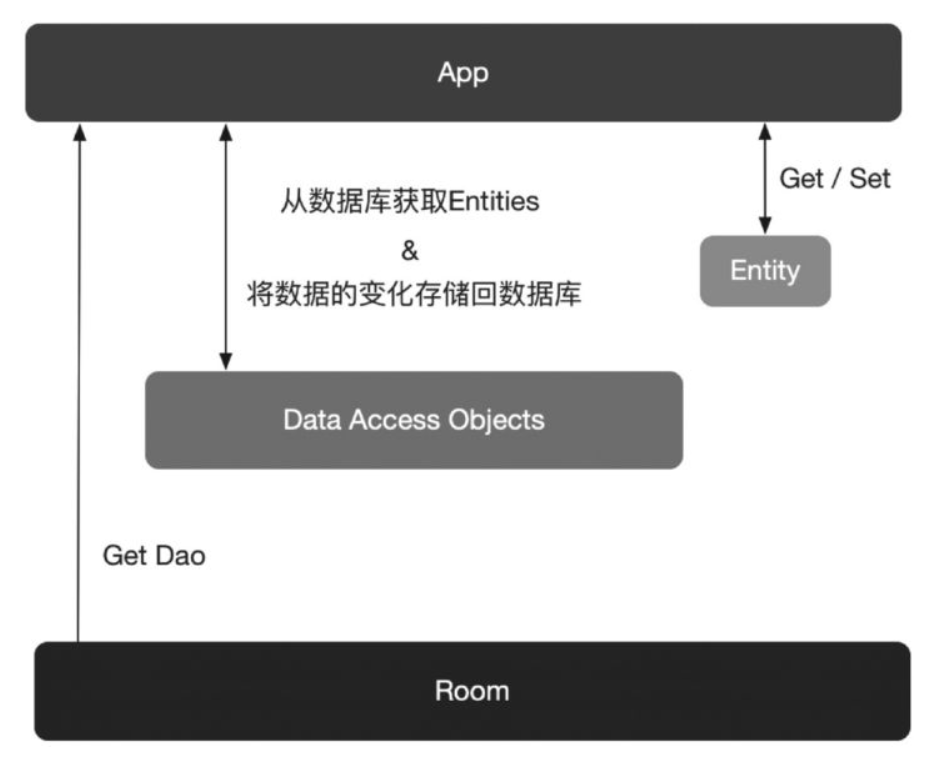 App
从数据库获取Entities
&
将数据的变化存储回数据库
Get / Set
Entity
Data Access Objects
Get Dao
Room